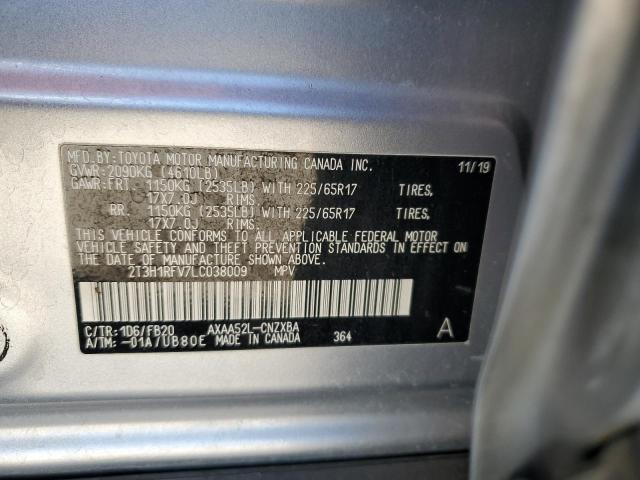 MFD.BY:TOYOTA MOTOR MANUFACTURING CANADA INC. 11/19
GVWR:2090KG (4610LB)
GAWR:FRT. 1150KG (2535LB) WITH 225/65R17 TIRES,
17X7.0J RIMS
RR. 1150KG (2535LB) WITH 225/65R17 TIRES,
17X7.0J RIMS
THIS VEHICLE CONFORMS TO ALL APPLICABLE FEDERAL MOTOR
VEHICLE SAFETY AND THEFT PREVENTION STANDARDS IN EFFECT ON
THE DATE OF MANUFACTURE SHOWN ABOVE.
2T3H1RFV7LC038009 MPV
C/TR:1D6/FB20 AXAA52L-CNZXBA A
A/TM: -01A/UB80E MADE IN CANADA 364